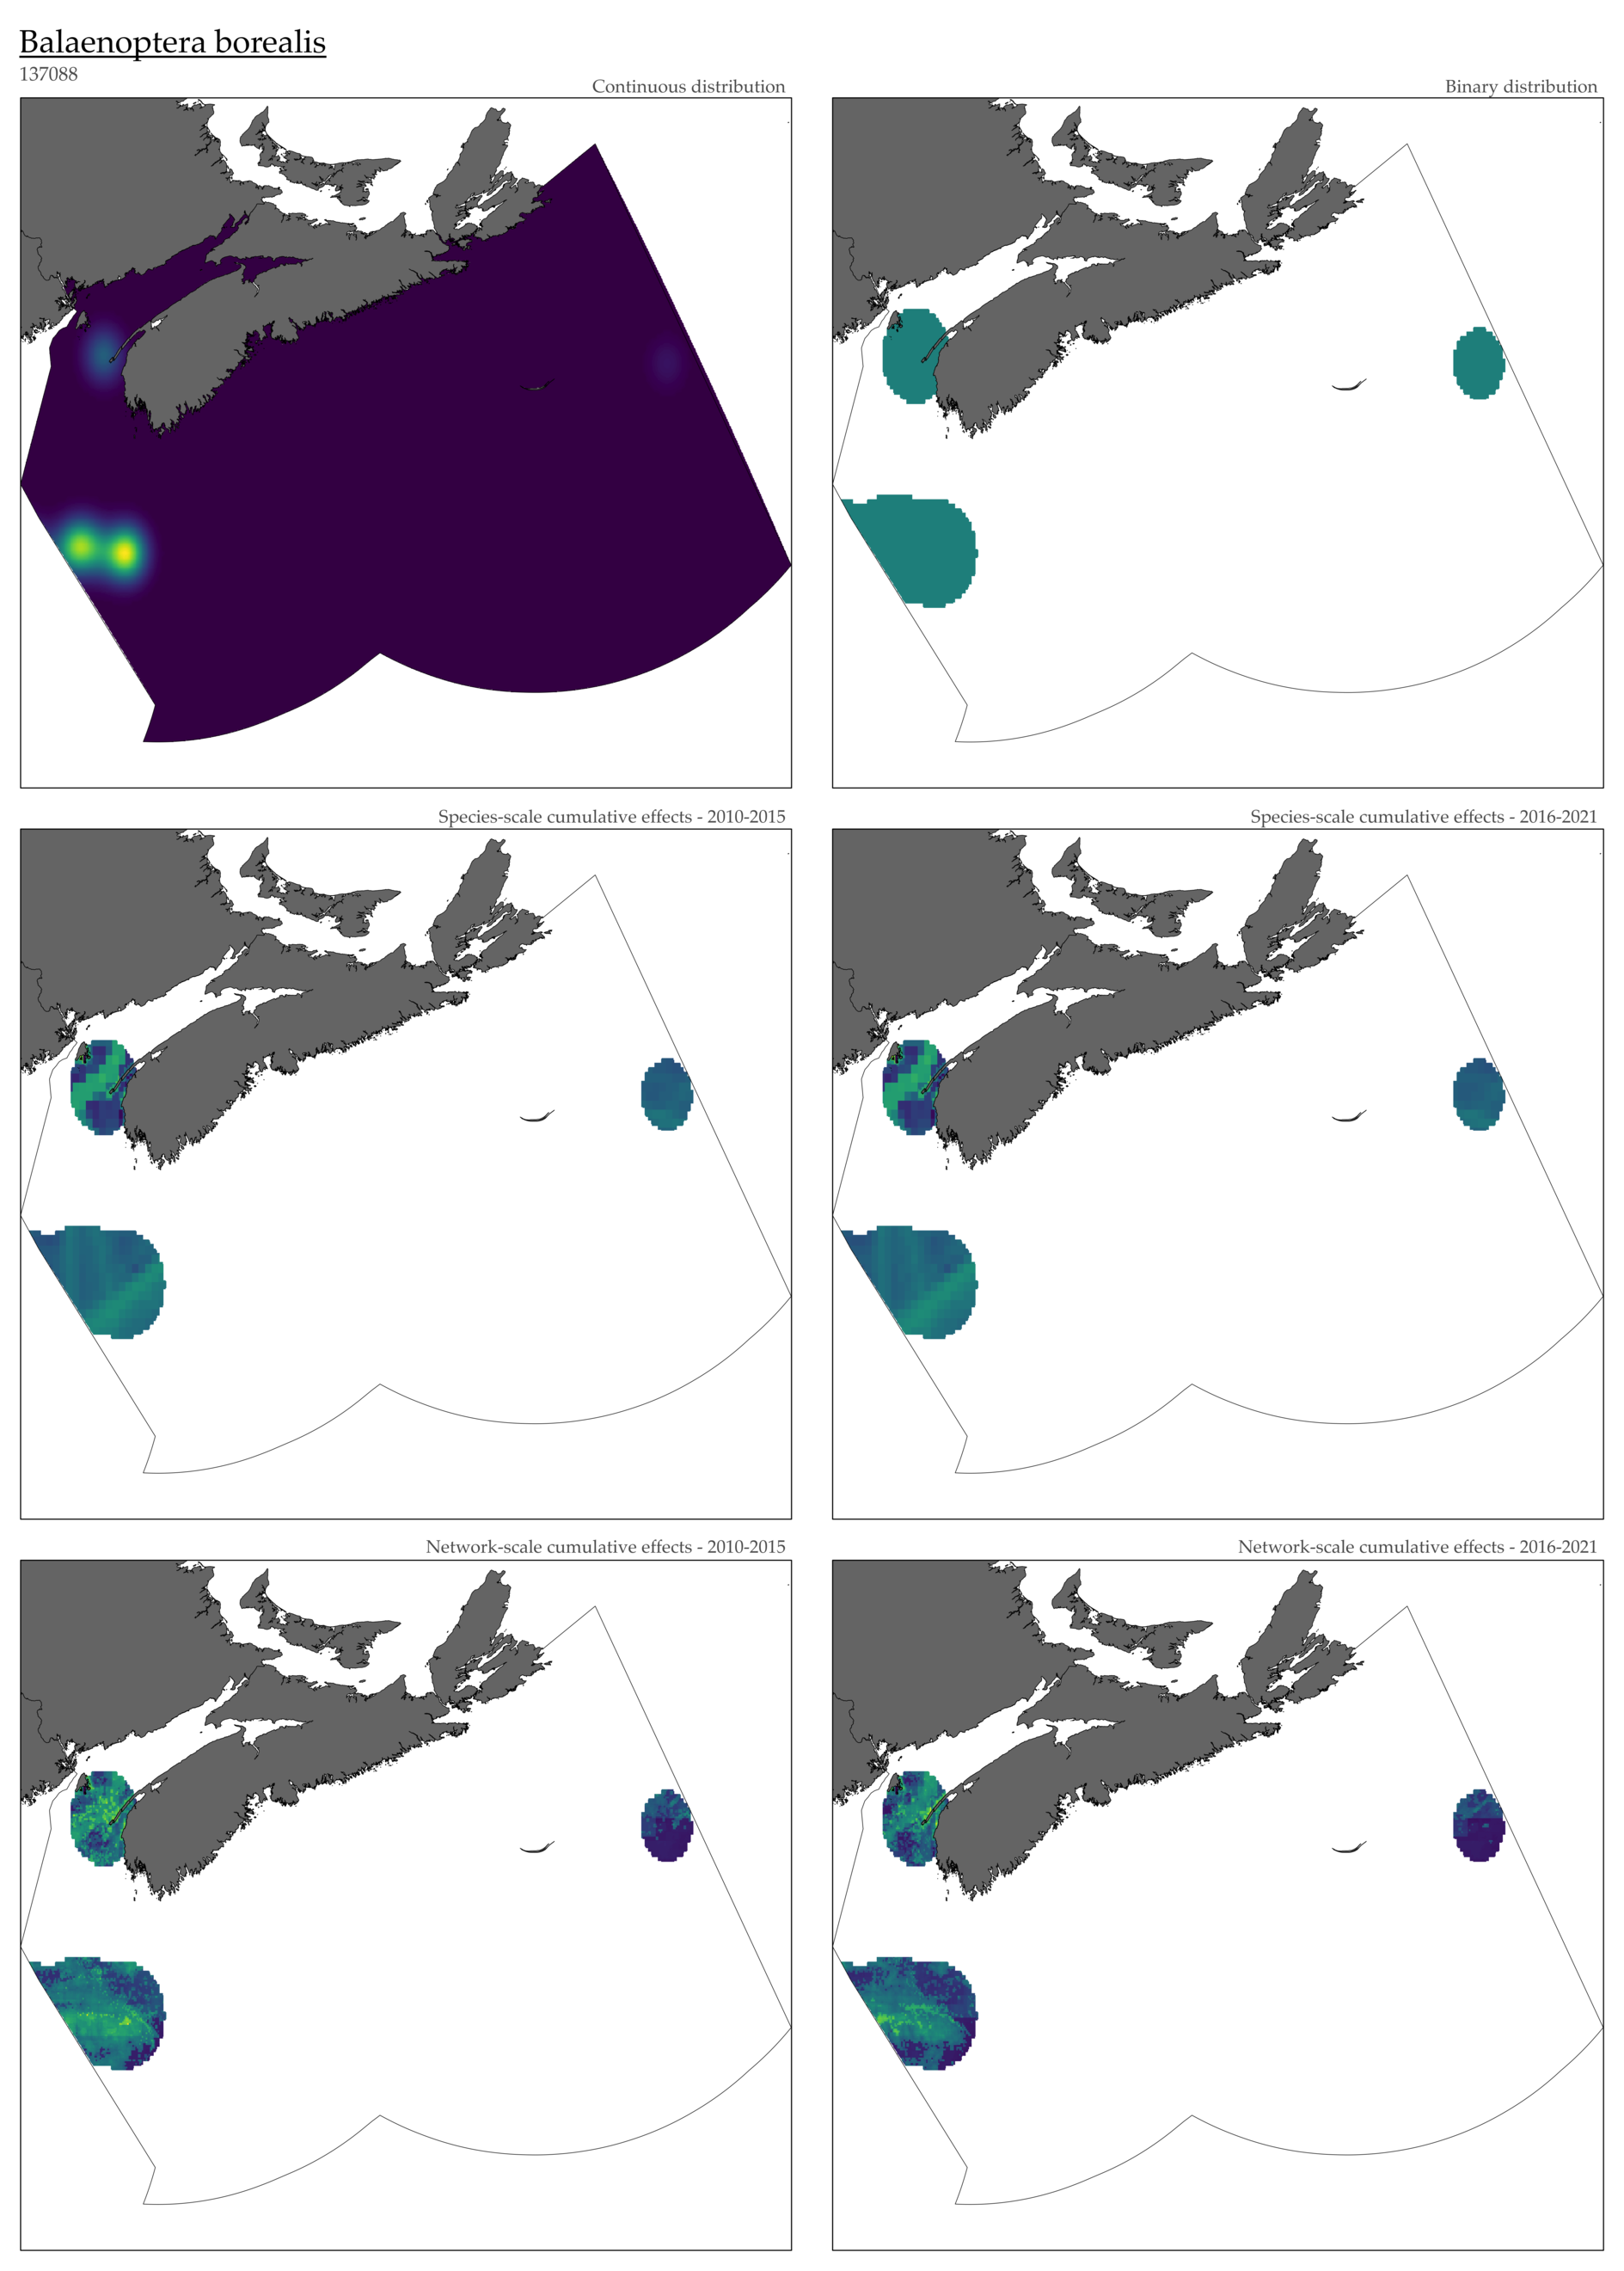 Balaenoptera borealis
137088
Continuous distribution
Binary distribution
Species-scale cumulative effects - 2010-2015
Species-scale cumulative effects - 2016-2021
Network-scale cumulative effects - 2010-2015
Network-scale cumulative effects - 2016-2021